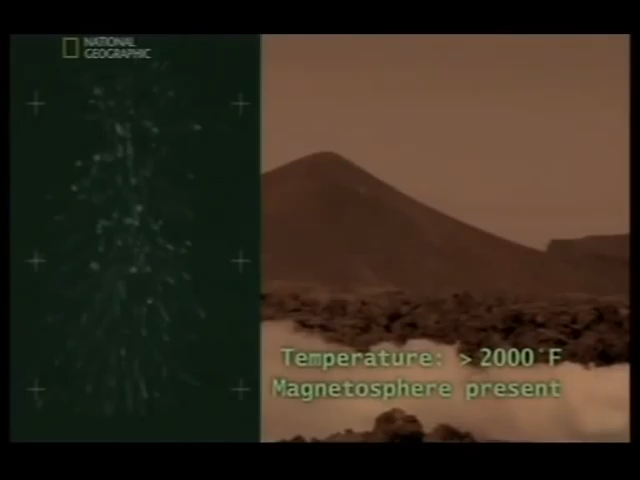 NATIONAL
GEOGRAPHIC
Temperature: > 2000°F
Magnetosphere present